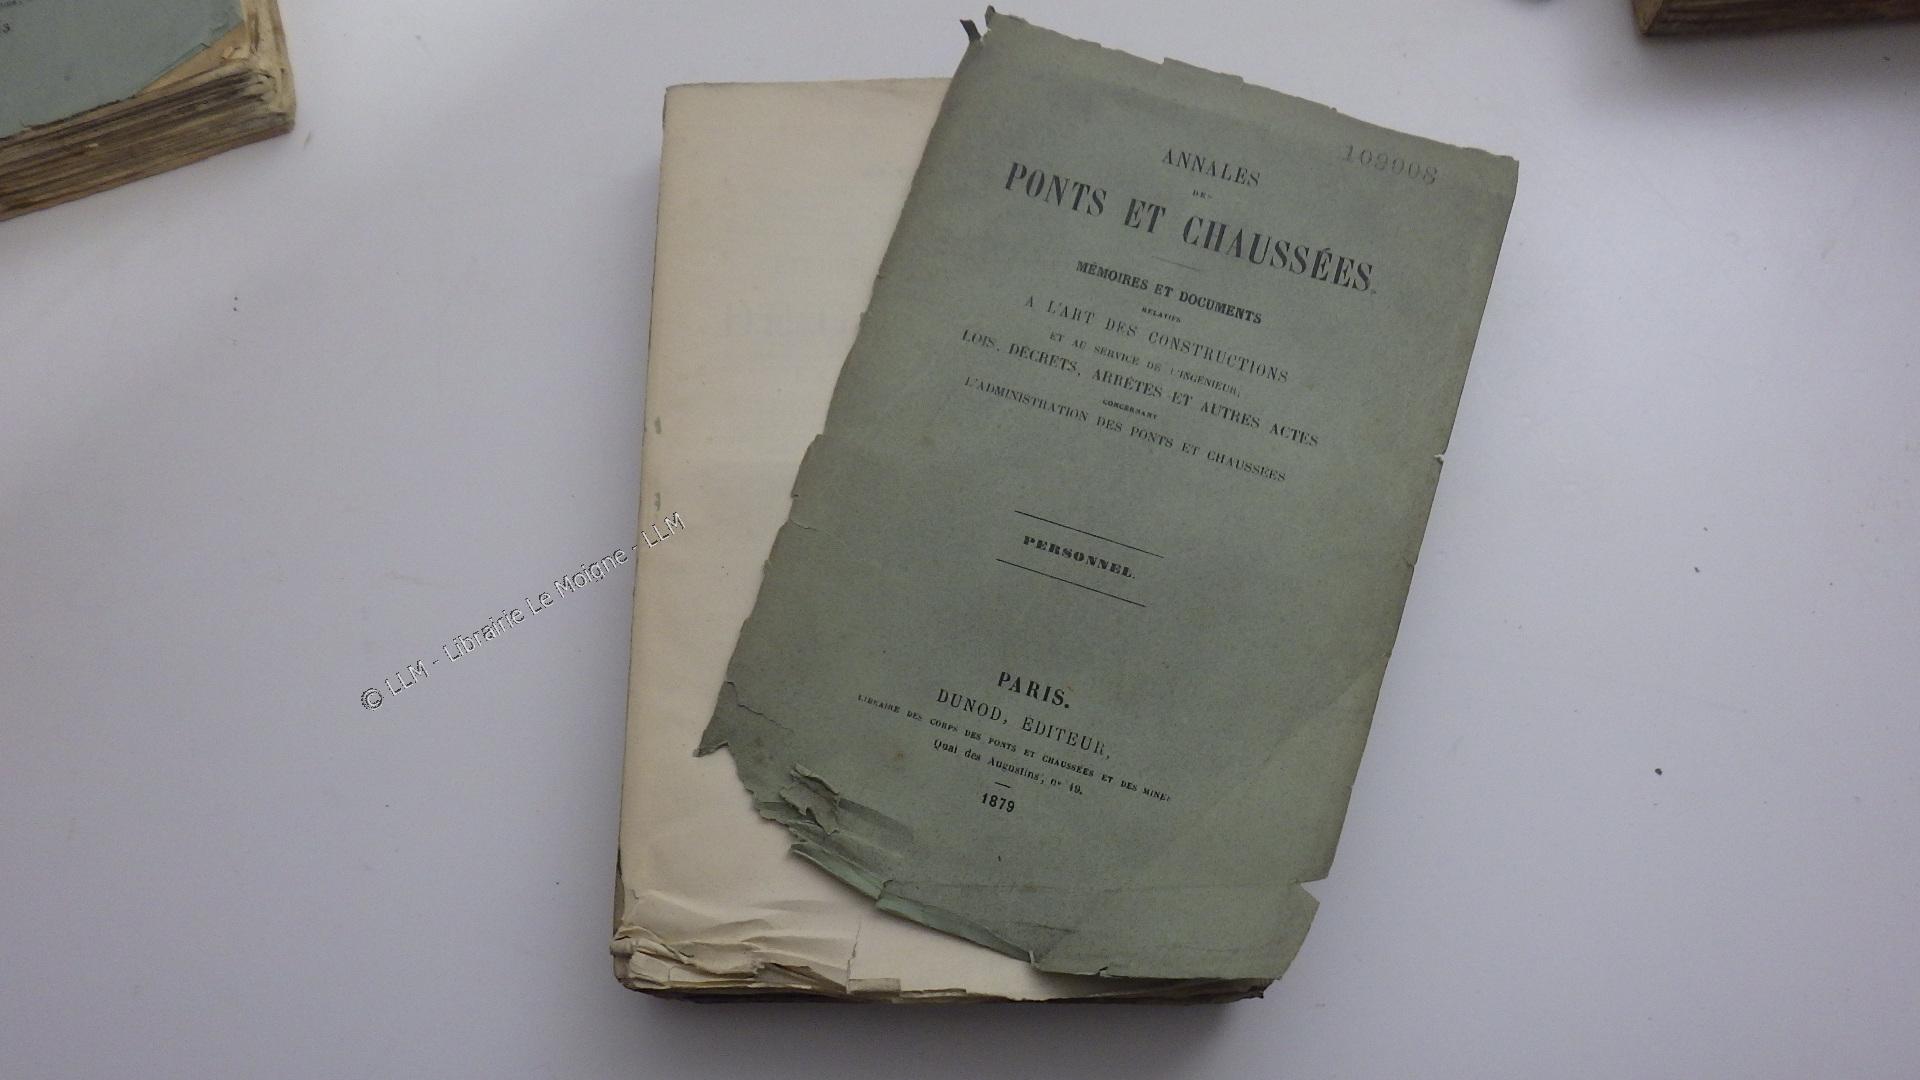 109008
ANNALES
DES
PONTS ET CHAUSSÉES.
MÉMOIRES ET DOCUMENTS
RELATIFS
A L'ART DES CONSTRUCTIONS
ET AU SERVICE DE L'INGÉNIEUR;
LOIS, DÉCRETS, ARRÊTÉS ET AUTRES ACTES
CONCERNANT
L'ADMINISTRATION DES PONTS ET CHAUSSÉES
PERSONNEL.
PARIS.
DUNOD, EDITEUR,
LIBRAIRE DES CORPS DES PONTS ET CHAUSSÉES ET DES MINES
Quai des Augustins, nº 49.
1879
© LLM - Librairie Le Moigne - LLM